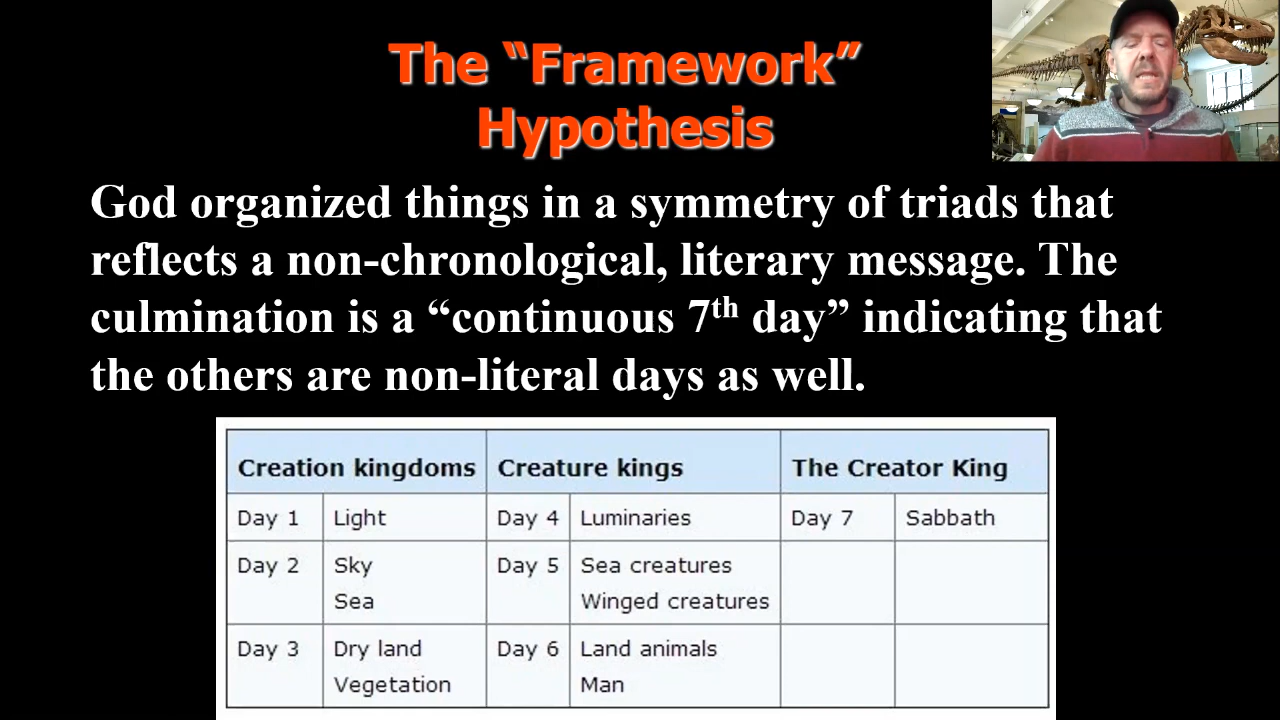 The “Framework”
Hypothesis
God organized things in a symmetry of triads that
reflects a non-chronological, literary message. The
culmination is a “continuous 7th day” indicating that
the others are non-literal days as well.
Creation kingdoms Creature kings The Creator King
Day 1 Light Day 4 Luminaries Day 7 Sabbath
Day 2 Sky Day 5 Sea creatures
Sea Winged creatures
Day 3 Dry land Day 6 Land animals
Vegetation Man